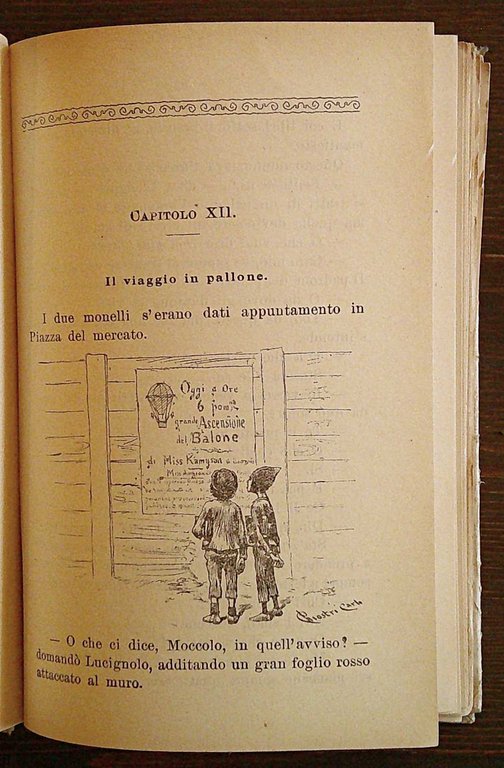 CAPITOLO XII.
Il viaggio in pallone.
I due monelli s'erano dati appuntamento in
Piazza del mercato.
Oggi a Ore
6 pom
grande Ascensione
del Balone
di Miss Kamyson
Miss
— O che ci dice, Moccolo, in quell'avviso? —
domandò Lucignolo, additando un gran foglio rosso
attaccato al muro.